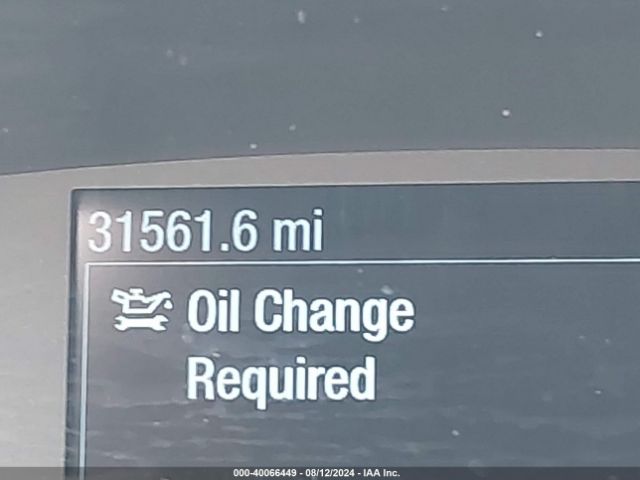 31561.6 mi
Oil Change
Required
000-40066449 - 08/12/2024 - IAA Inc.